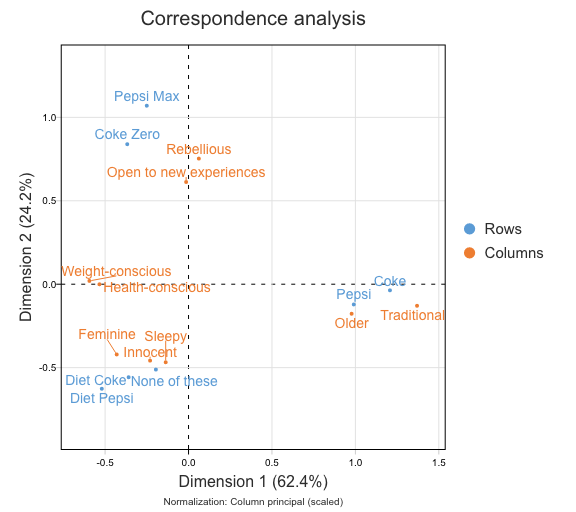 Correspondence analysis
Pepsi Max
Coke Zero
Rebellious
Open to new experiences
Weight-conscious
Health-conscious
Coke
Pepsi
Traditional
Older
Feminine
Sleepy
Innocent
Diet Coke
None of these
Diet Pepsi
1.0
0.5
0.0
-0.5
Dimension 2 (24.2%)
-0.5
0.0
0.5
1.0
1.5
Dimension 1 (62.4%)
Normalization: Column principal (scaled)
Rows
Columns